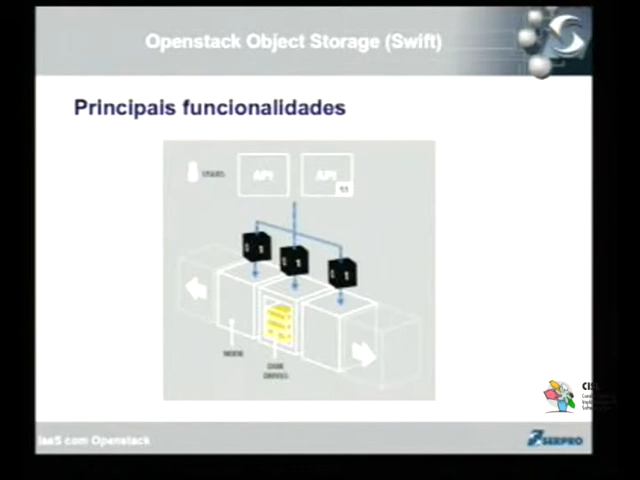 Openstack Object Storage (Swift)
Principais funcionalidades
USERS
API
API
NODE
DISK
DRIVES
IaaS com Openstack
SERPRO